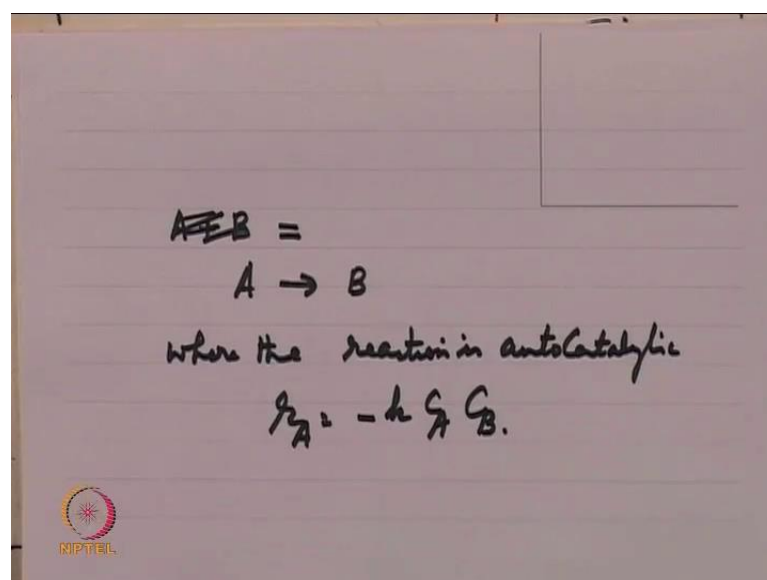 A ⇌ B =
A → B
where the reaction is autoCatalytic
r_A = - k C_A C_B.
NPTEL